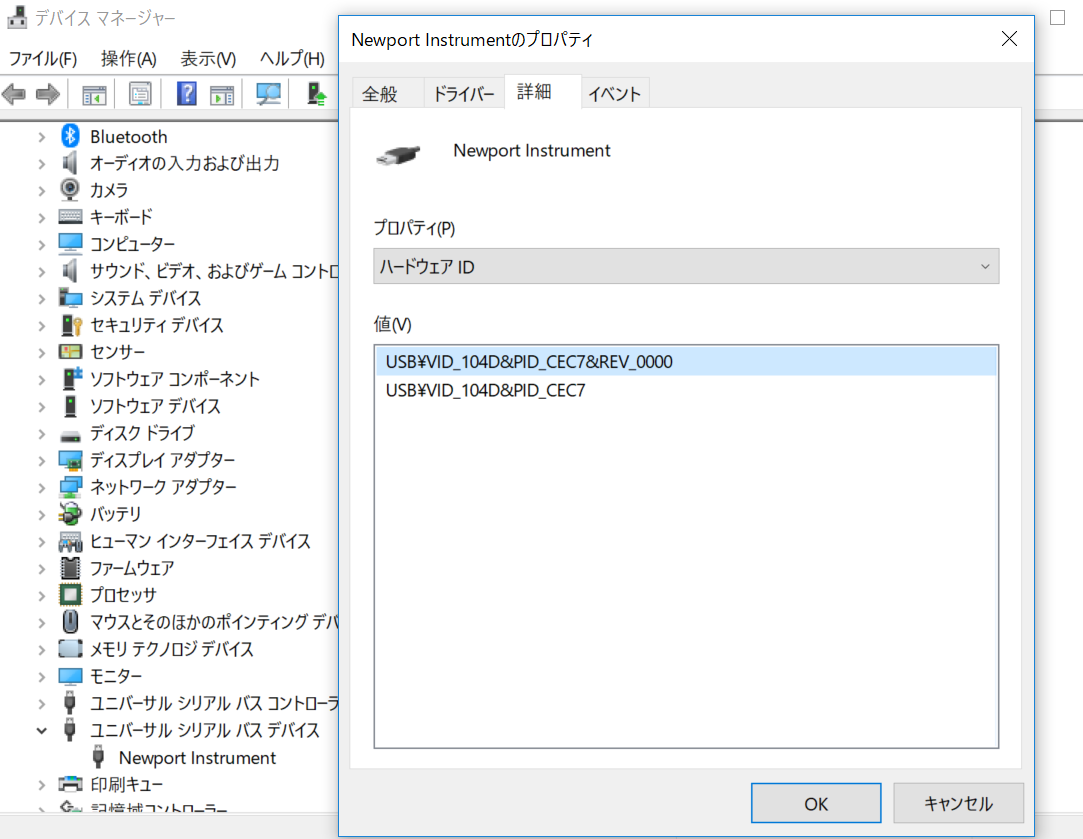 デバイス マネージャー
ファイル(F) 操作(A) 表示(V) ヘルプ(H)
Bluetooth
オーディオの入力および出力
カメラ
キーボード
コンピューター
サウンド、ビデオ、およびゲーム コントロ
システム デバイス
セキュリティ デバイス
センサー
ソフトウェア コンポーネント
ソフトウェア デバイス
ディスク ドライブ
ディスプレイ アダプター
ネットワーク アダプター
バッテリ
ヒューマン インターフェイス デバイス
ファームウェア
プロセッサ
マウスとそのほかのポインティング デバ
メモリ テクノロジ デバイス
モニター
ユニバーサル シリアル バス コントローラ
ユニバーサル シリアル バス デバイス
Newport Instrument
印刷キュー
記憶域コントローラー
Newport Instrumentのプロパティ
全般 ドライバー 詳細 イベント
Newport Instrument
プロパティ(P)
ハードウェア ID
値(V)
USB¥VID_104D&PID_CEC7&REV_0000
USB¥VID_104D&PID_CEC7
OK キャンセル